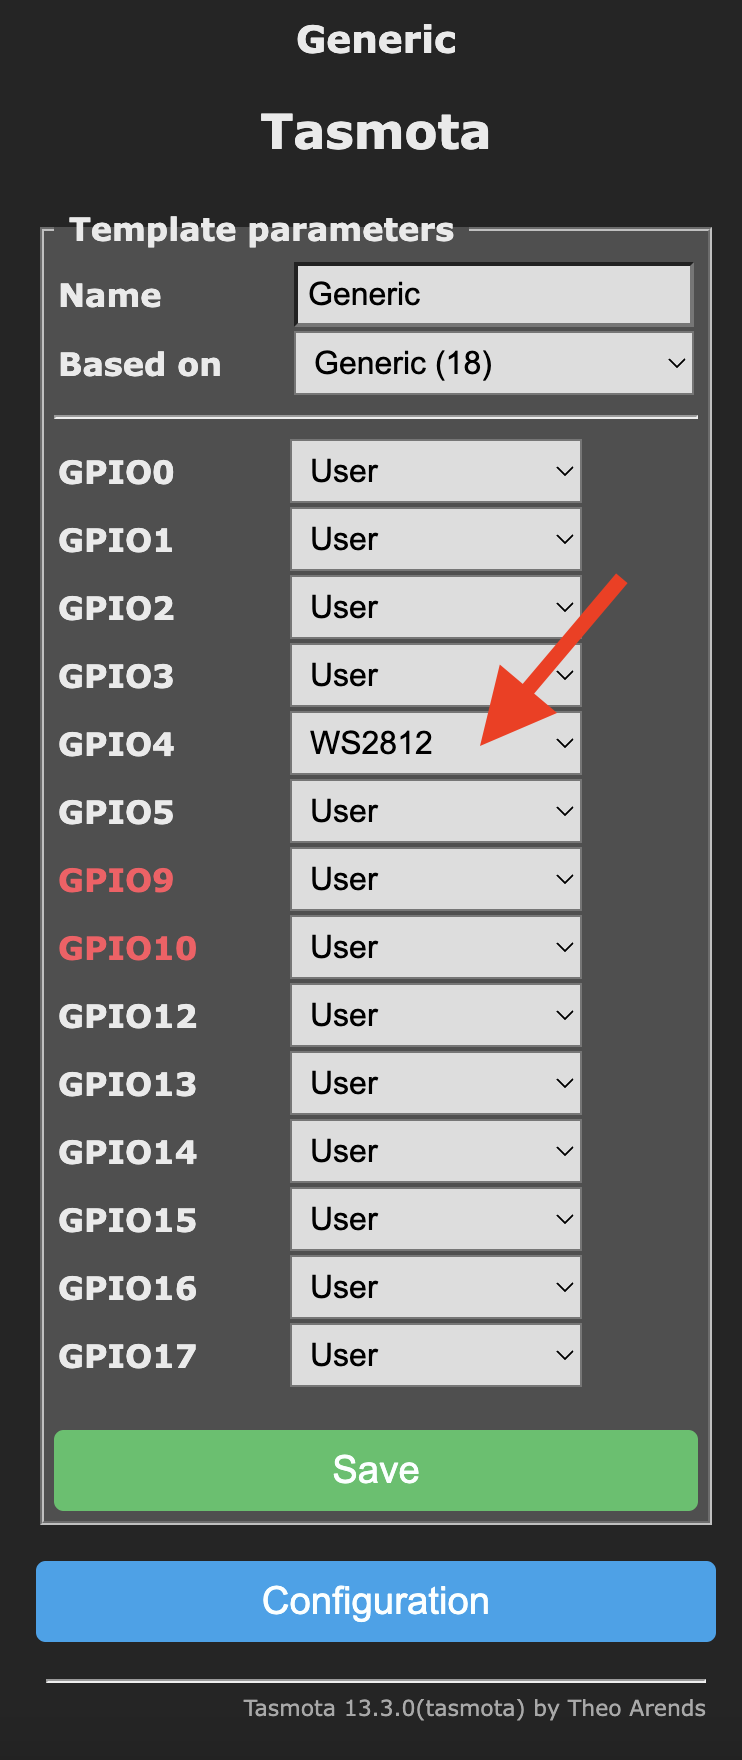 Generic
Tasmota
Template parameters
Name Generic
Based on Generic (18)
GPIO0 User
GPIO1 User
GPIO2 User
GPIO3 User
GPIO4 WS2812
GPIO5 User
GPIO9 User
GPIO10 User
GPIO12 User
GPIO13 User
GPIO14 User
GPIO15 User
GPIO16 User
GPIO17 User
Save
Configuration
Tasmota 13.3.0(tasmota) by Theo Arends